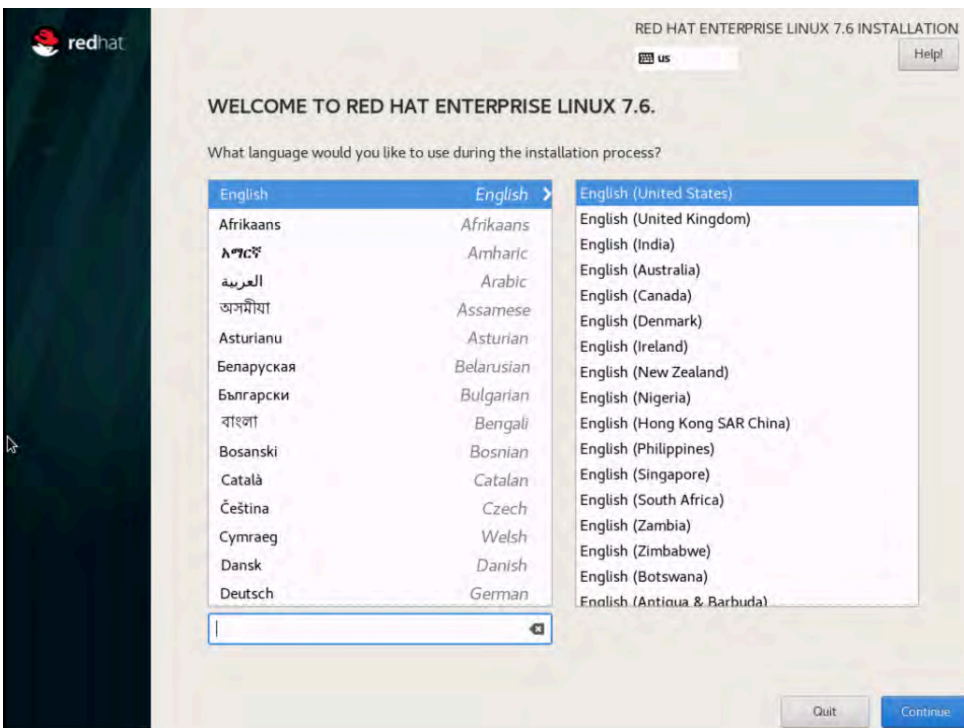 redhat
RED HAT ENTERPRISE LINUX 7.6 INSTALLATION
us
Help!
WELCOME TO RED HAT ENTERPRISE LINUX 7.6.
What language would you like to use during the installation process?
English English
Afrikaans Afrikaans
አማርኛ Amharic
العربية Arabic
অসমীয়া Assamese
Asturianu Asturian
Беларуская Belarusian
Български Bulgarian
বাংলা Bengali
Bosanski Bosnian
Català Catalan
Čeština Czech
Cymraeg Welsh
Dansk Danish
Deutsch German
English (United States)
English (United Kingdom)
English (India)
English (Australia)
English (Canada)
English (Denmark)
English (Ireland)
English (New Zealand)
English (Nigeria)
English (Hong Kong SAR China)
English (Philippines)
English (Singapore)
English (South Africa)
English (Zambia)
English (Zimbabwe)
English (Botswana)
English (Antigua & Barbuda)
Quit
Continue